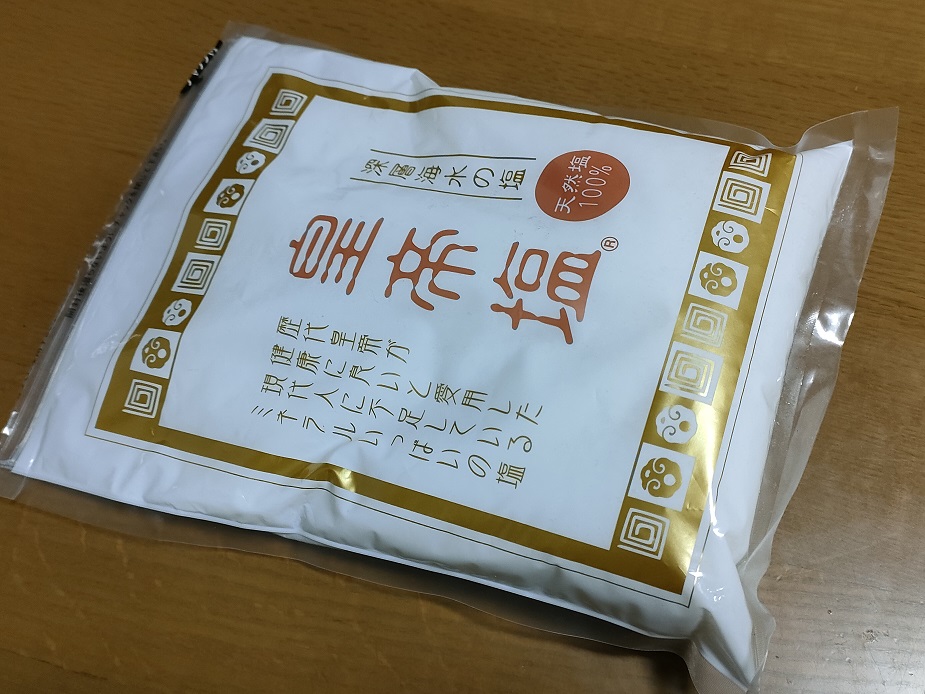 天然塩
100%
深層海水の塩
皇帝塩®
歴代皇帝が
健康に良いと愛用した
現代人に不足している
ミネラルいっぱいの塩